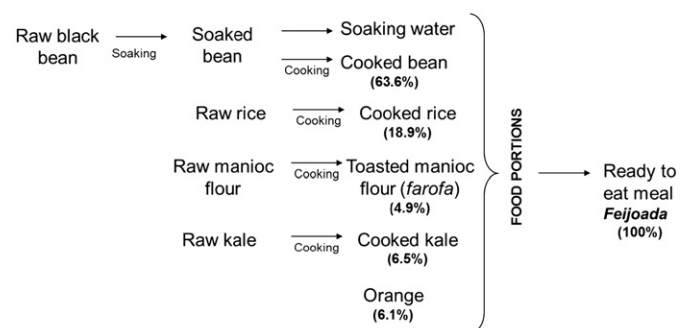 Raw black
bean
Soaking
Soaked
bean
Soaking water
Cooking
Cooked bean
(63.6%)
Raw rice
Cooking
Cooked rice
(18.9%)
Raw manioc
flour
Cooking
Toasted manioc
flour (farofa)
(4.9%)
Raw kale
Cooking
Cooked kale
(6.5%)
Orange
(6.1%)
FOOD PORTIONS
Ready to
eat meal
Feijoada
(100%)